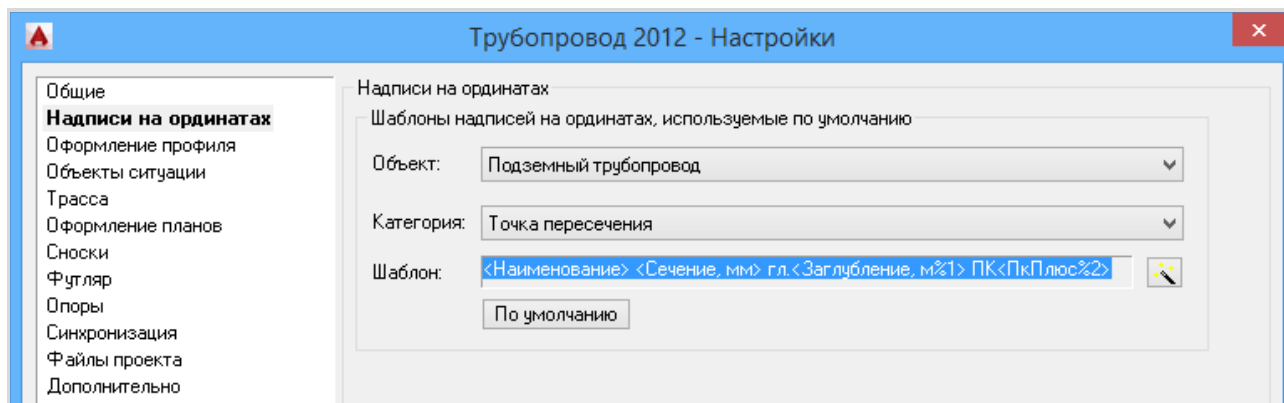 Трубопровод 2012 - Настройки
Общие
Надписи на ординатах
Оформление профиля
Объекты ситуации
Трасса
Оформление планов
Сноски
Футляр
Опоры
Синхронизация
Файлы проекта
Дополнительно
Надписи на ординатах
Шаблоны надписей на ординатах, используемые по умолчанию
Объект: Подземный трубопровод
Категория: Точка пересечения
Шаблон: <Наименование> <Сечение, мм> гл.<Заглубление, м%1> ПК<ПкПлюс%2>
По умолчанию